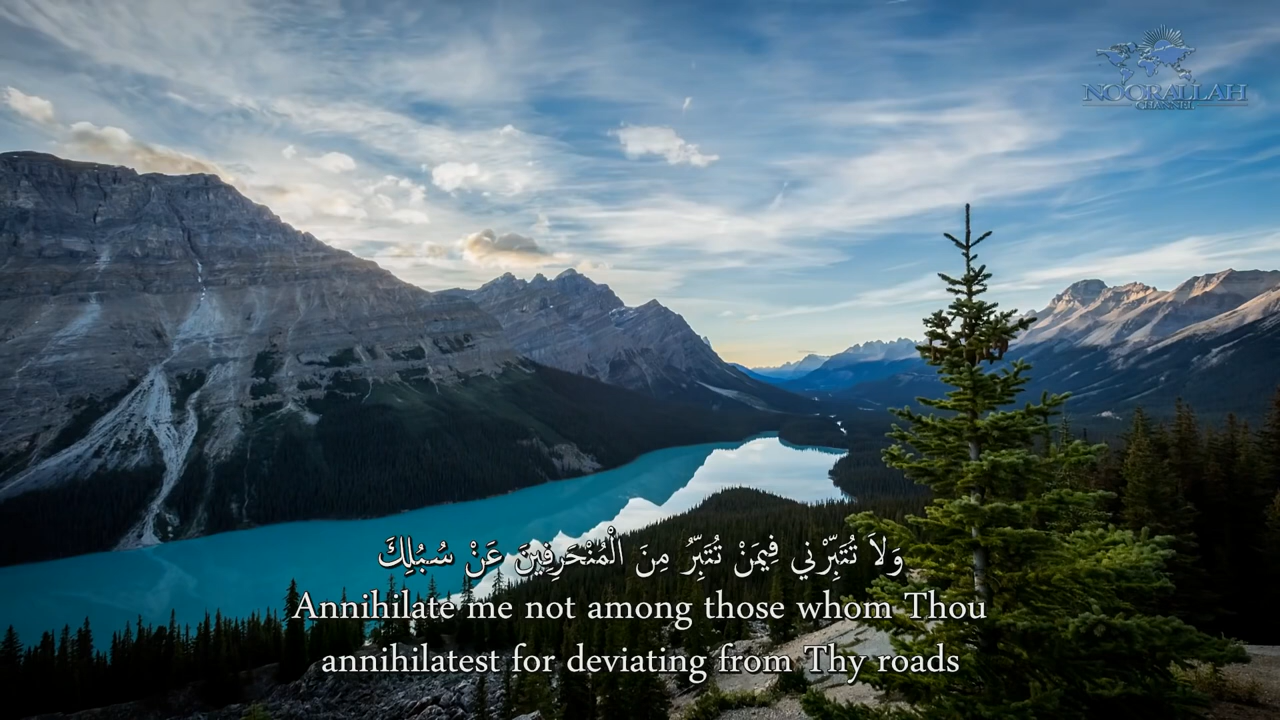 NOORALLAH
CHANNEL
وَلاَ تُتَبِّرْني فِيمَنْ تُتَبِّرُ مِنَ الْمُنْحَرِفِينَ عَنْ سُبُلِكَ
Annihilate me not among those whom Thou
annihilatest for deviating from Thy roads